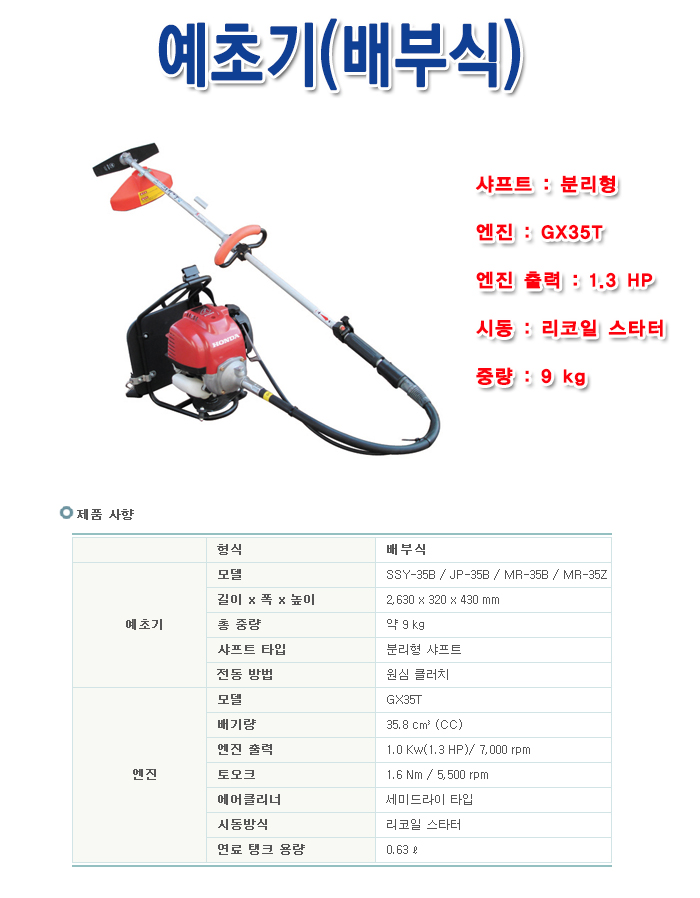 예초기(배부식)
샤프트 : 분리형
엔진 : GX35T
엔진 출력 : 1.3 HP
시동 : 리코일 스타터
중량 : 9 kg
HONDA
제품 사양
형식 배부식
예초기
모델 SSY-35B / JP-35B / MR-35B / MR-35Z
길이 x 폭 x 높이 2,630 x 320 x 430 mm
총 중량 약 9 kg
샤프트 타입 분리형 샤프트
전동 방법 원심 클러치
엔진
모델 GX35T
배기량 35.8 cm³ (CC)
엔진 출력 1.0 Kw(1.3 HP)/ 7,000 rpm
토오크 1.6 Nm / 5,500 rpm
에어클리너 세미드라이 타입
시동방식 리코일 스타터
연료 탱크 용량 0.63 ℓ